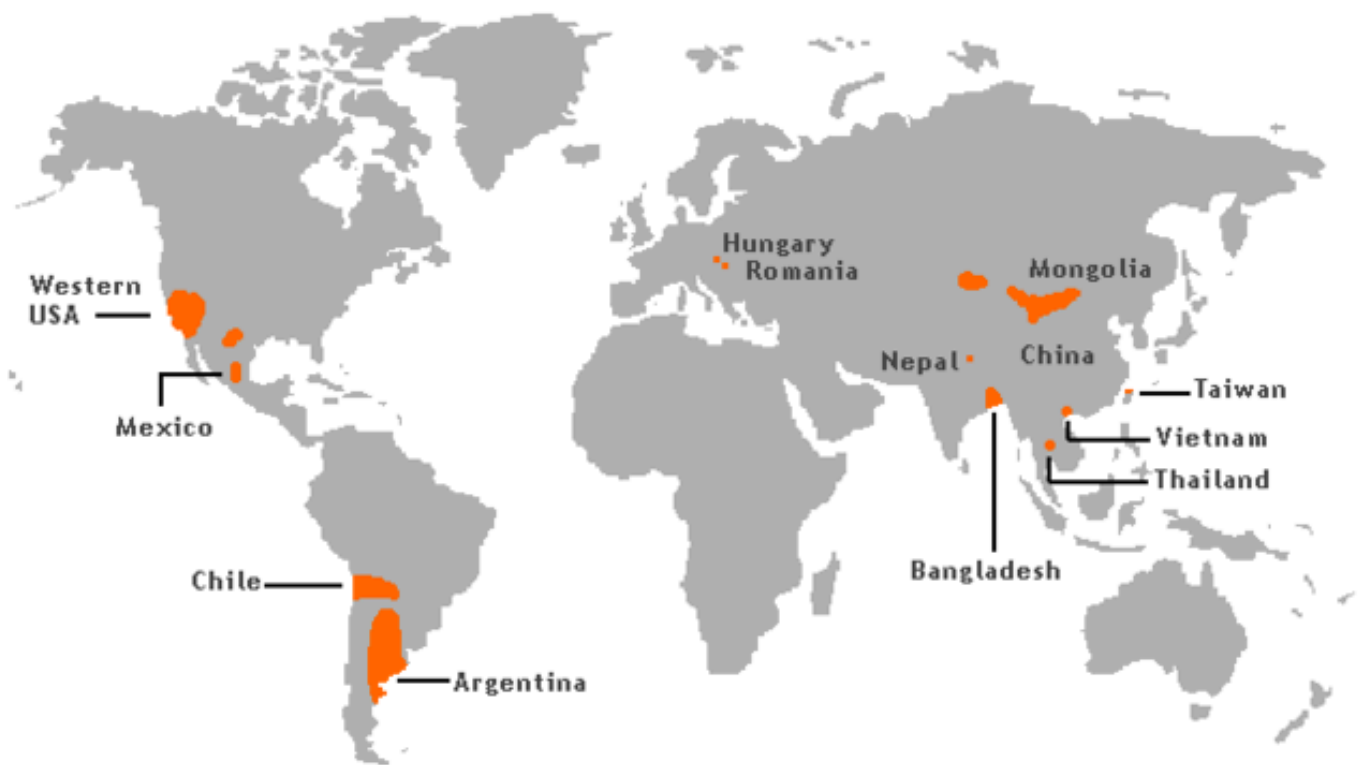 Hungary
Romania
Mongolia
Western
USA
Nepal
China
Taiwan
Mexico
Vietnam
Thailand
Bangladesh
Chile
Argentina